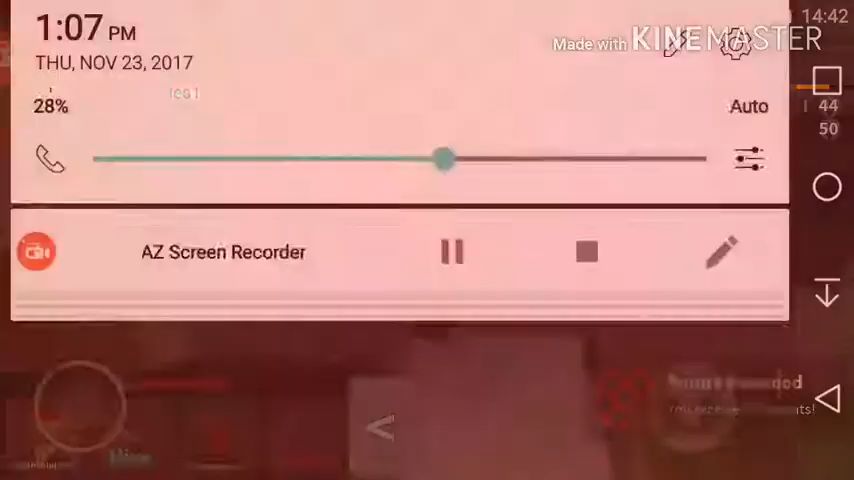 14:42
1:07 PM
Made with KINEMASTER
THU, NOV 23, 2017
28%
Auto
44
50
AZ Screen Recorder